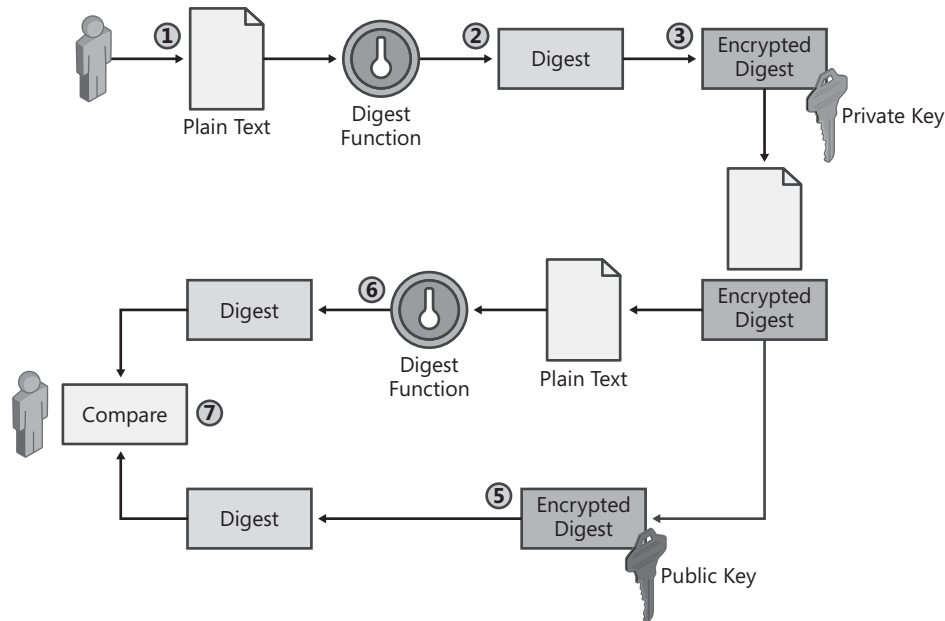 1
2
3
Digest
Encrypted
Digest
Plain Text
Digest
Function
Private Key
6
Digest
Encrypted
Digest
Digest
Function
Plain Text
Compare
7
5
Digest
Encrypted
Digest
Public Key